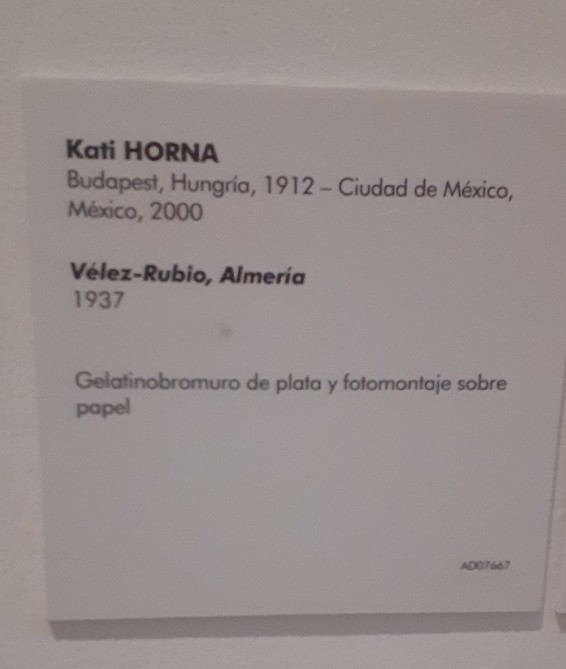 Kati HORNA
Budapest, Hungría, 1912 – Ciudad de México,
México, 2000
Vélez-Rubio, Almería
1937
Gelatinobromuro de plata y fotomontaje sobre
papel
AD07667